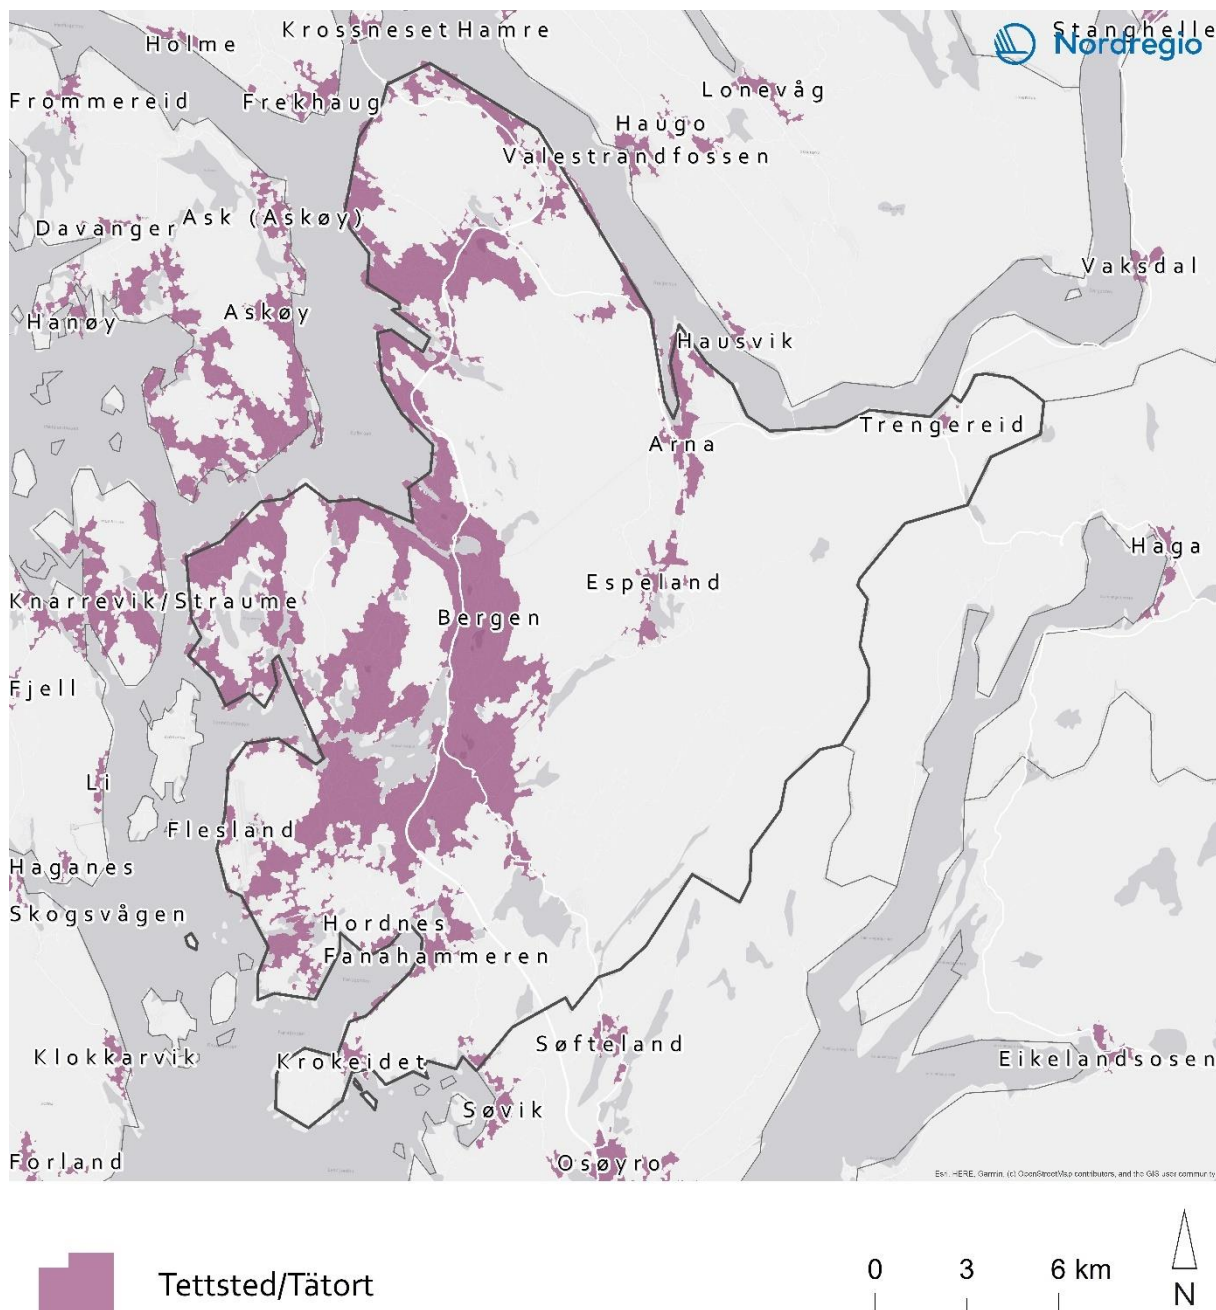 Stanghelle
Krossneset Hamre
Holme
Nordregio
Frommereid
Frekhaug
Lonevåg
Haugo
Valestrandfossen
Ask (Askøy)
Davanger
Vaksdal
Hanøy
Askøy
Hausvik
Trengereid
Arna
Haga
Espeland
Knarrevik/Straume
Bergen
Fjell
Li
Flesland
Haganes
Skogsvågen
Hordnes
Fanahammeren
Søfteland
Klokkarvik
Krokeidet
Eikelandsosen
Søvik
Forland
Osøyro
Esri, HERE, Garmin, (c) OpenStreetMap contributors, and the GIS user community
Tettsted/Tätort
0 3 6 km
N